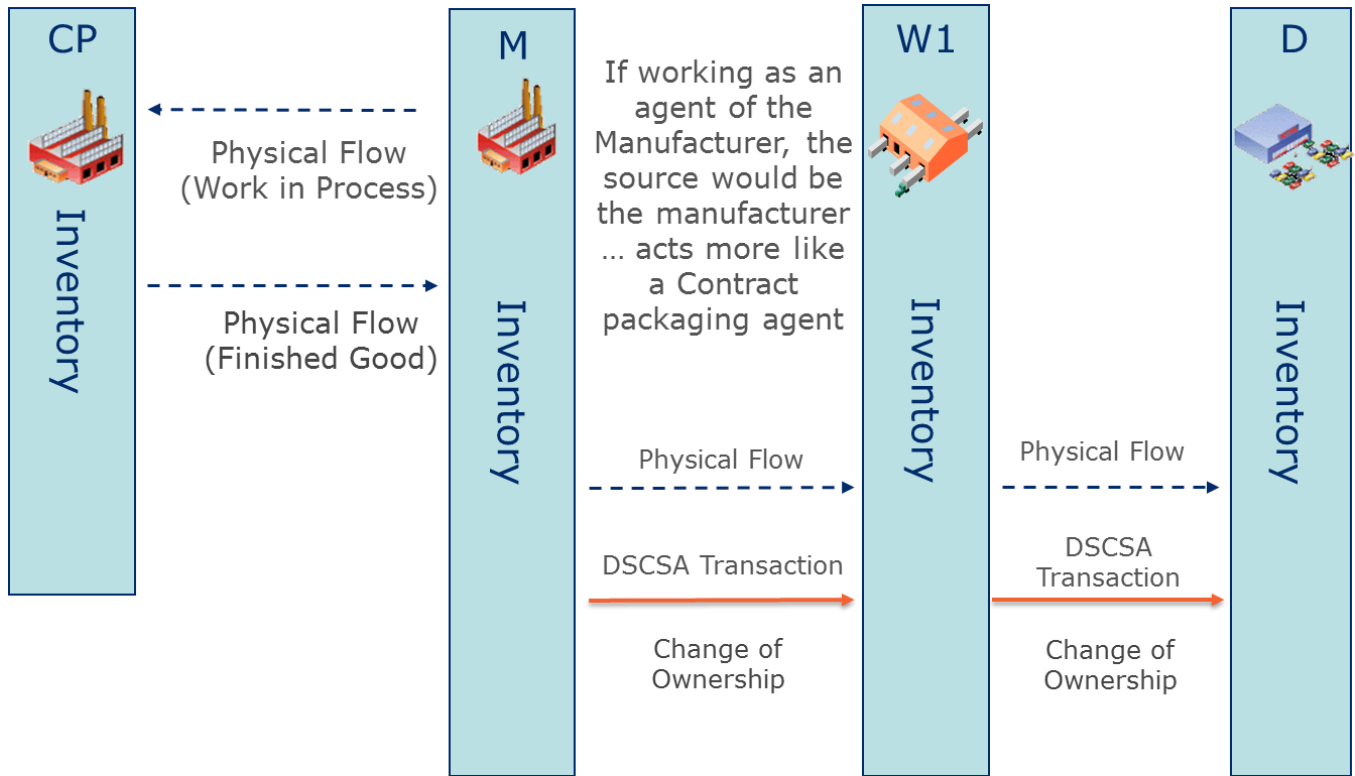 CP
Inventory
Physical Flow
(Work in Process)
Physical Flow
(Finished Good)
M
Inventory
If working as an
agent of the
Manufacturer, the
source would be
the manufacturer
... acts more like
a Contract
packaging agent
Physical Flow
DSCSA Transaction
Change of
Ownership
W1
Inventory
Physical Flow
DSCSA
Transaction
Change of
Ownership
D
Inventory